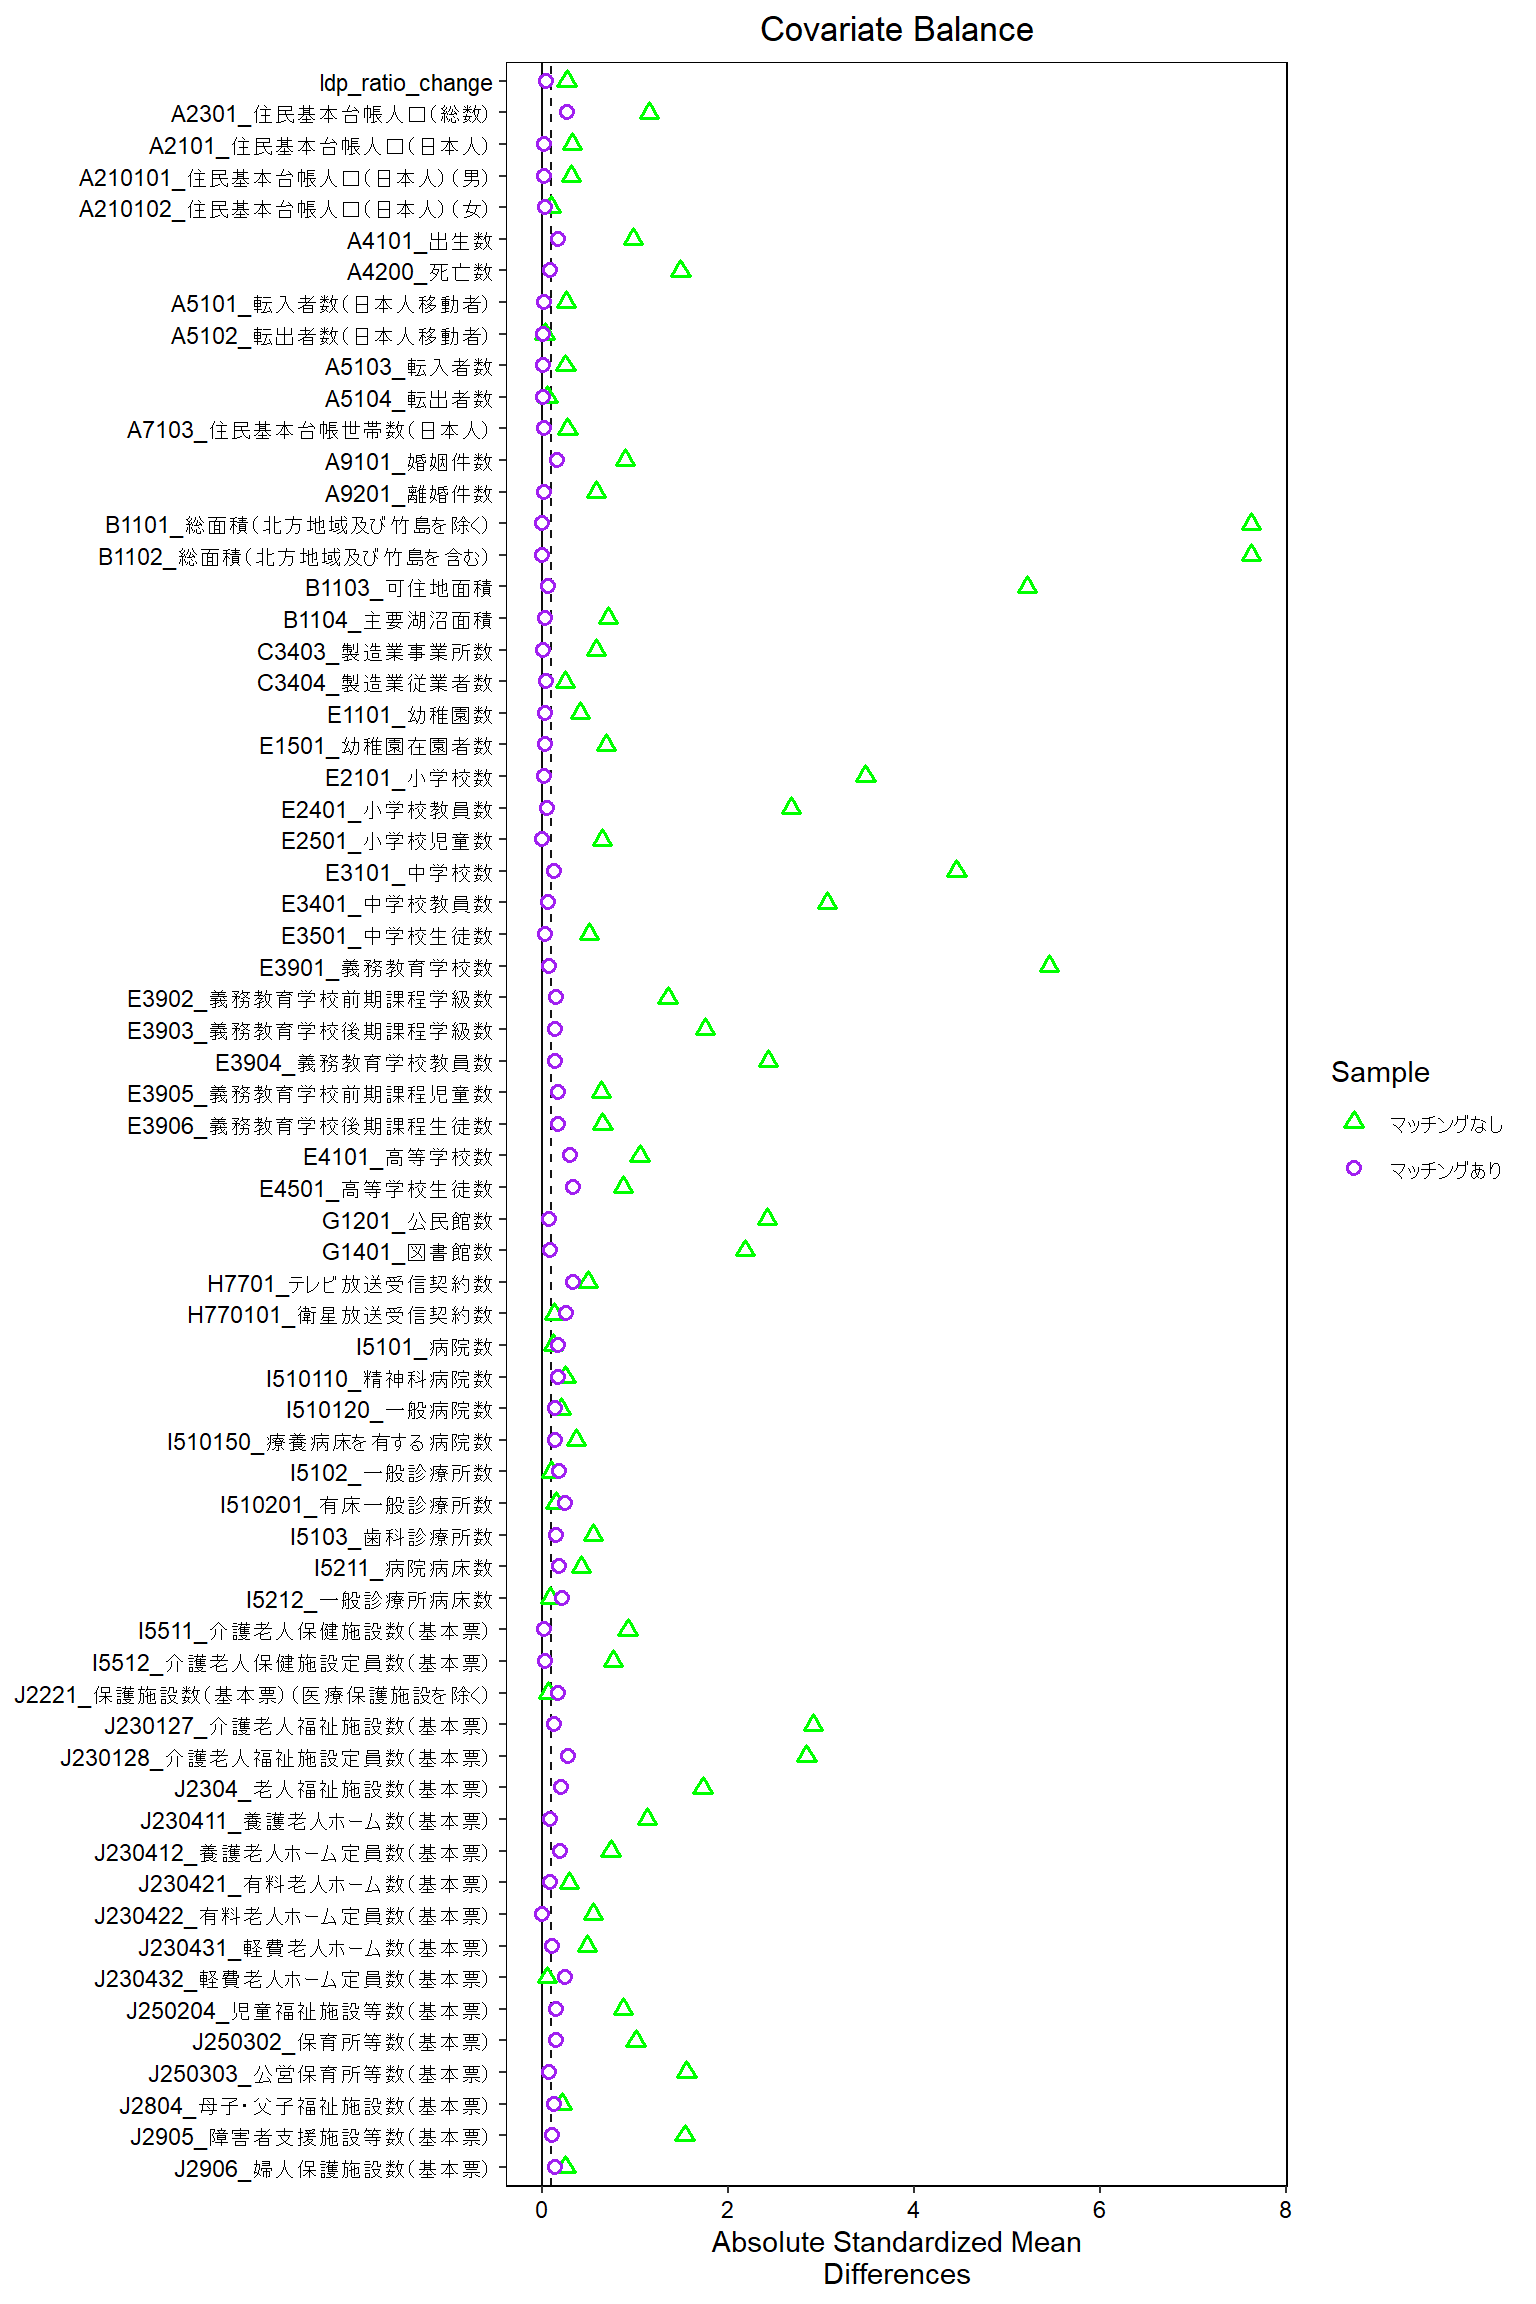 Covariate Balance
ldp_ratio_change
A2301_住民基本台帳人口(総数)
A2101_住民基本台帳人口(日本人)
A210101_住民基本台帳人口(日本人)(男)
A210102_住民基本台帳人口(日本人)(女)
A4101_出生数
A4200_死亡数
A5101_転入者数(日本人移動者)
A5102_転出者数(日本人移動者)
A5103_転入者数
A5104_転出者数
A7103_住民基本台帳世帯数(日本人)
A9101_婚姻件数
A9201_離婚件数
B1101_総面積(北方地域及び竹島を除く)
B1102_総面積(北方地域及び竹島を含む)
B1103_可住地面積
B1104_主要湖沼面積
C3403_製造業事業所数
C3404_製造業従業者数
E1101_幼稚園数
E1501_幼稚園在園者数
E2101_小学校数
E2401_小学校教員数
E2501_小学校児童数
E3101_中学校数
E3401_中学校教員数
E3501_中学校生徒数
E3901_義務教育学校数
E3902_義務教育学校前期課程学級数
E3903_義務教育学校後期課程学級数
E3904_義務教育学校教員数
E3905_義務教育学校前期課程児童数
E3906_義務教育学校後期課程生徒数
E4101_高等学校数
E4501_高等学校生徒数
G1201_公民館数
G1401_図書館数
H7701_テレビ放送受信契約数
H770101_衛星放送受信契約数
I5101_病院数
I510110_精神科病院数
I510120_一般病院数
I510150_療養病床を有する病院数
I5102_一般診療所数
I510201_有床一般診療所数
I5103_歯科診療所数
I5211_病院病床数
I5212_一般診療所病床数
I5511_介護老人保健施設数(基本票)
I5512_介護老人保健施設定員数(基本票)
J2221_保護施設数(基本票)(医療保護施設を除く)
J230127_介護老人福祉施設数(基本票)
J230128_介護老人福祉施設定員数(基本票)
J2304_老人福祉施設数(基本票)
J230411_養護老人ホーム数(基本票)
J230412_養護老人ホーム定員数(基本票)
J230421_有料老人ホーム数(基本票)
J230422_有料老人ホーム定員数(基本票)
J230431_軽費老人ホーム数(基本票)
J230432_軽費老人ホーム定員数(基本票)
J250204_児童福祉施設等数(基本票)
J250302_保育所等数(基本票)
J250303_公営保育所等数(基本票)
J2804_母子・父子福祉施設数(基本票)
J2905_障害者支援施設等数(基本票)
J2906_婦人保護施設数(基本票)
0 2 4 6 8
Absolute Standardized Mean
Differences
Sample
マッチングなし
マッチングあり